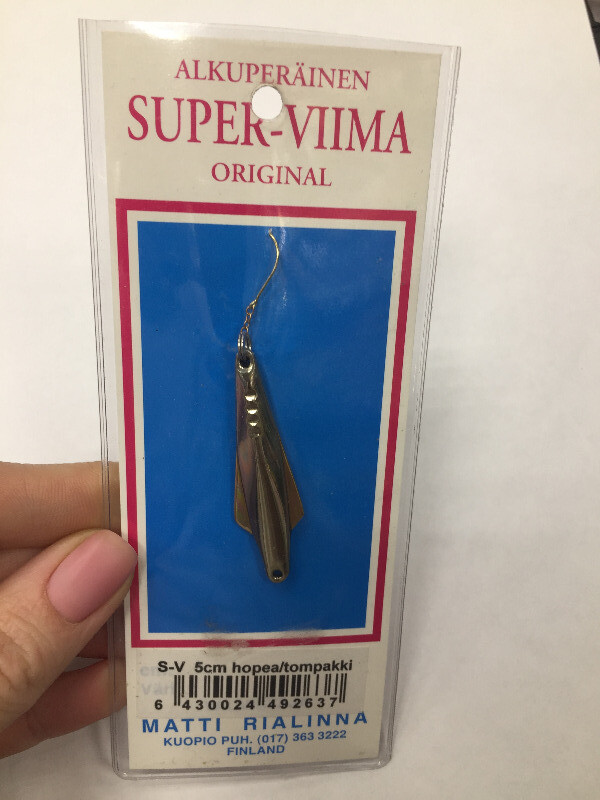 ALKUPERÄINEN
SUPER-VIIMA
ORIGINAL
S-V 5cm hopea/tompakki
6 430024 492637
MATTI RIALINNA
KUOPIO PUH. (017) 363 3222
FINLAND